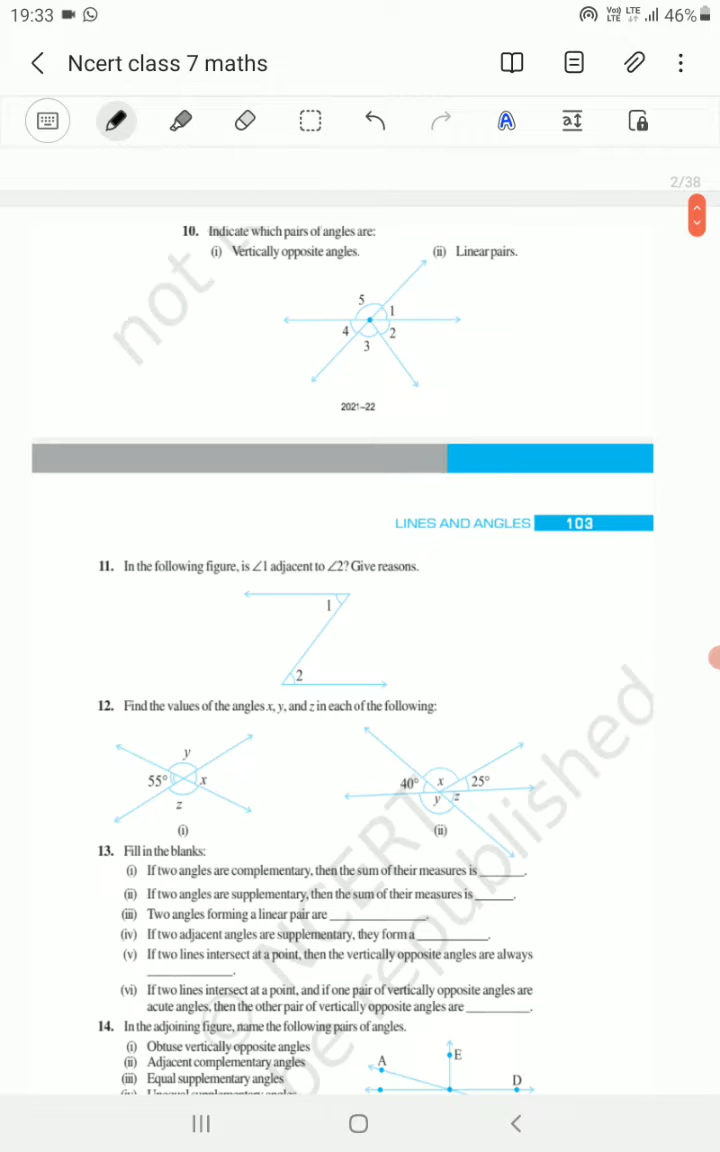 19:33 Vo) LTE LTE 46%
Ncert class 7 maths
2/38
10. Indicate which pairs of angles are:
(i) Vertically opposite angles. (ii) Linear pairs.
5
1
4 2
3
not t
2021–22
LINES AND ANGLES 103
11. In the following figure, is ∠1 adjacent to ∠2? Give reasons.
1
2
12. Find the values of the angles x, y, and z in each of the following:
y
55° x
z
(i)
40° x 25°
y z
(ii)
13. Fill in the blanks:
(i) If two angles are complementary, then the sum of their measures is _______.
(ii) If two angles are supplementary, then the sum of their measures is ______.
(iii) Two angles forming a linear pair are _______________.
(iv) If two adjacent angles are supplementary, they form a ___________.
(v) If two lines intersect at a point, then the vertically opposite angles are always
_____________.
(vi) If two lines intersect at a point, and if one pair of vertically opposite angles are
acute angles, then the other pair of vertically opposite angles are __________.
14. In the adjoining figure, name the following pairs of angles.
(i) Obtuse vertically opposite angles
(ii) Adjacent complementary angles
(iii) Equal supplementary angles
E
A
D
© NCERT
be republished